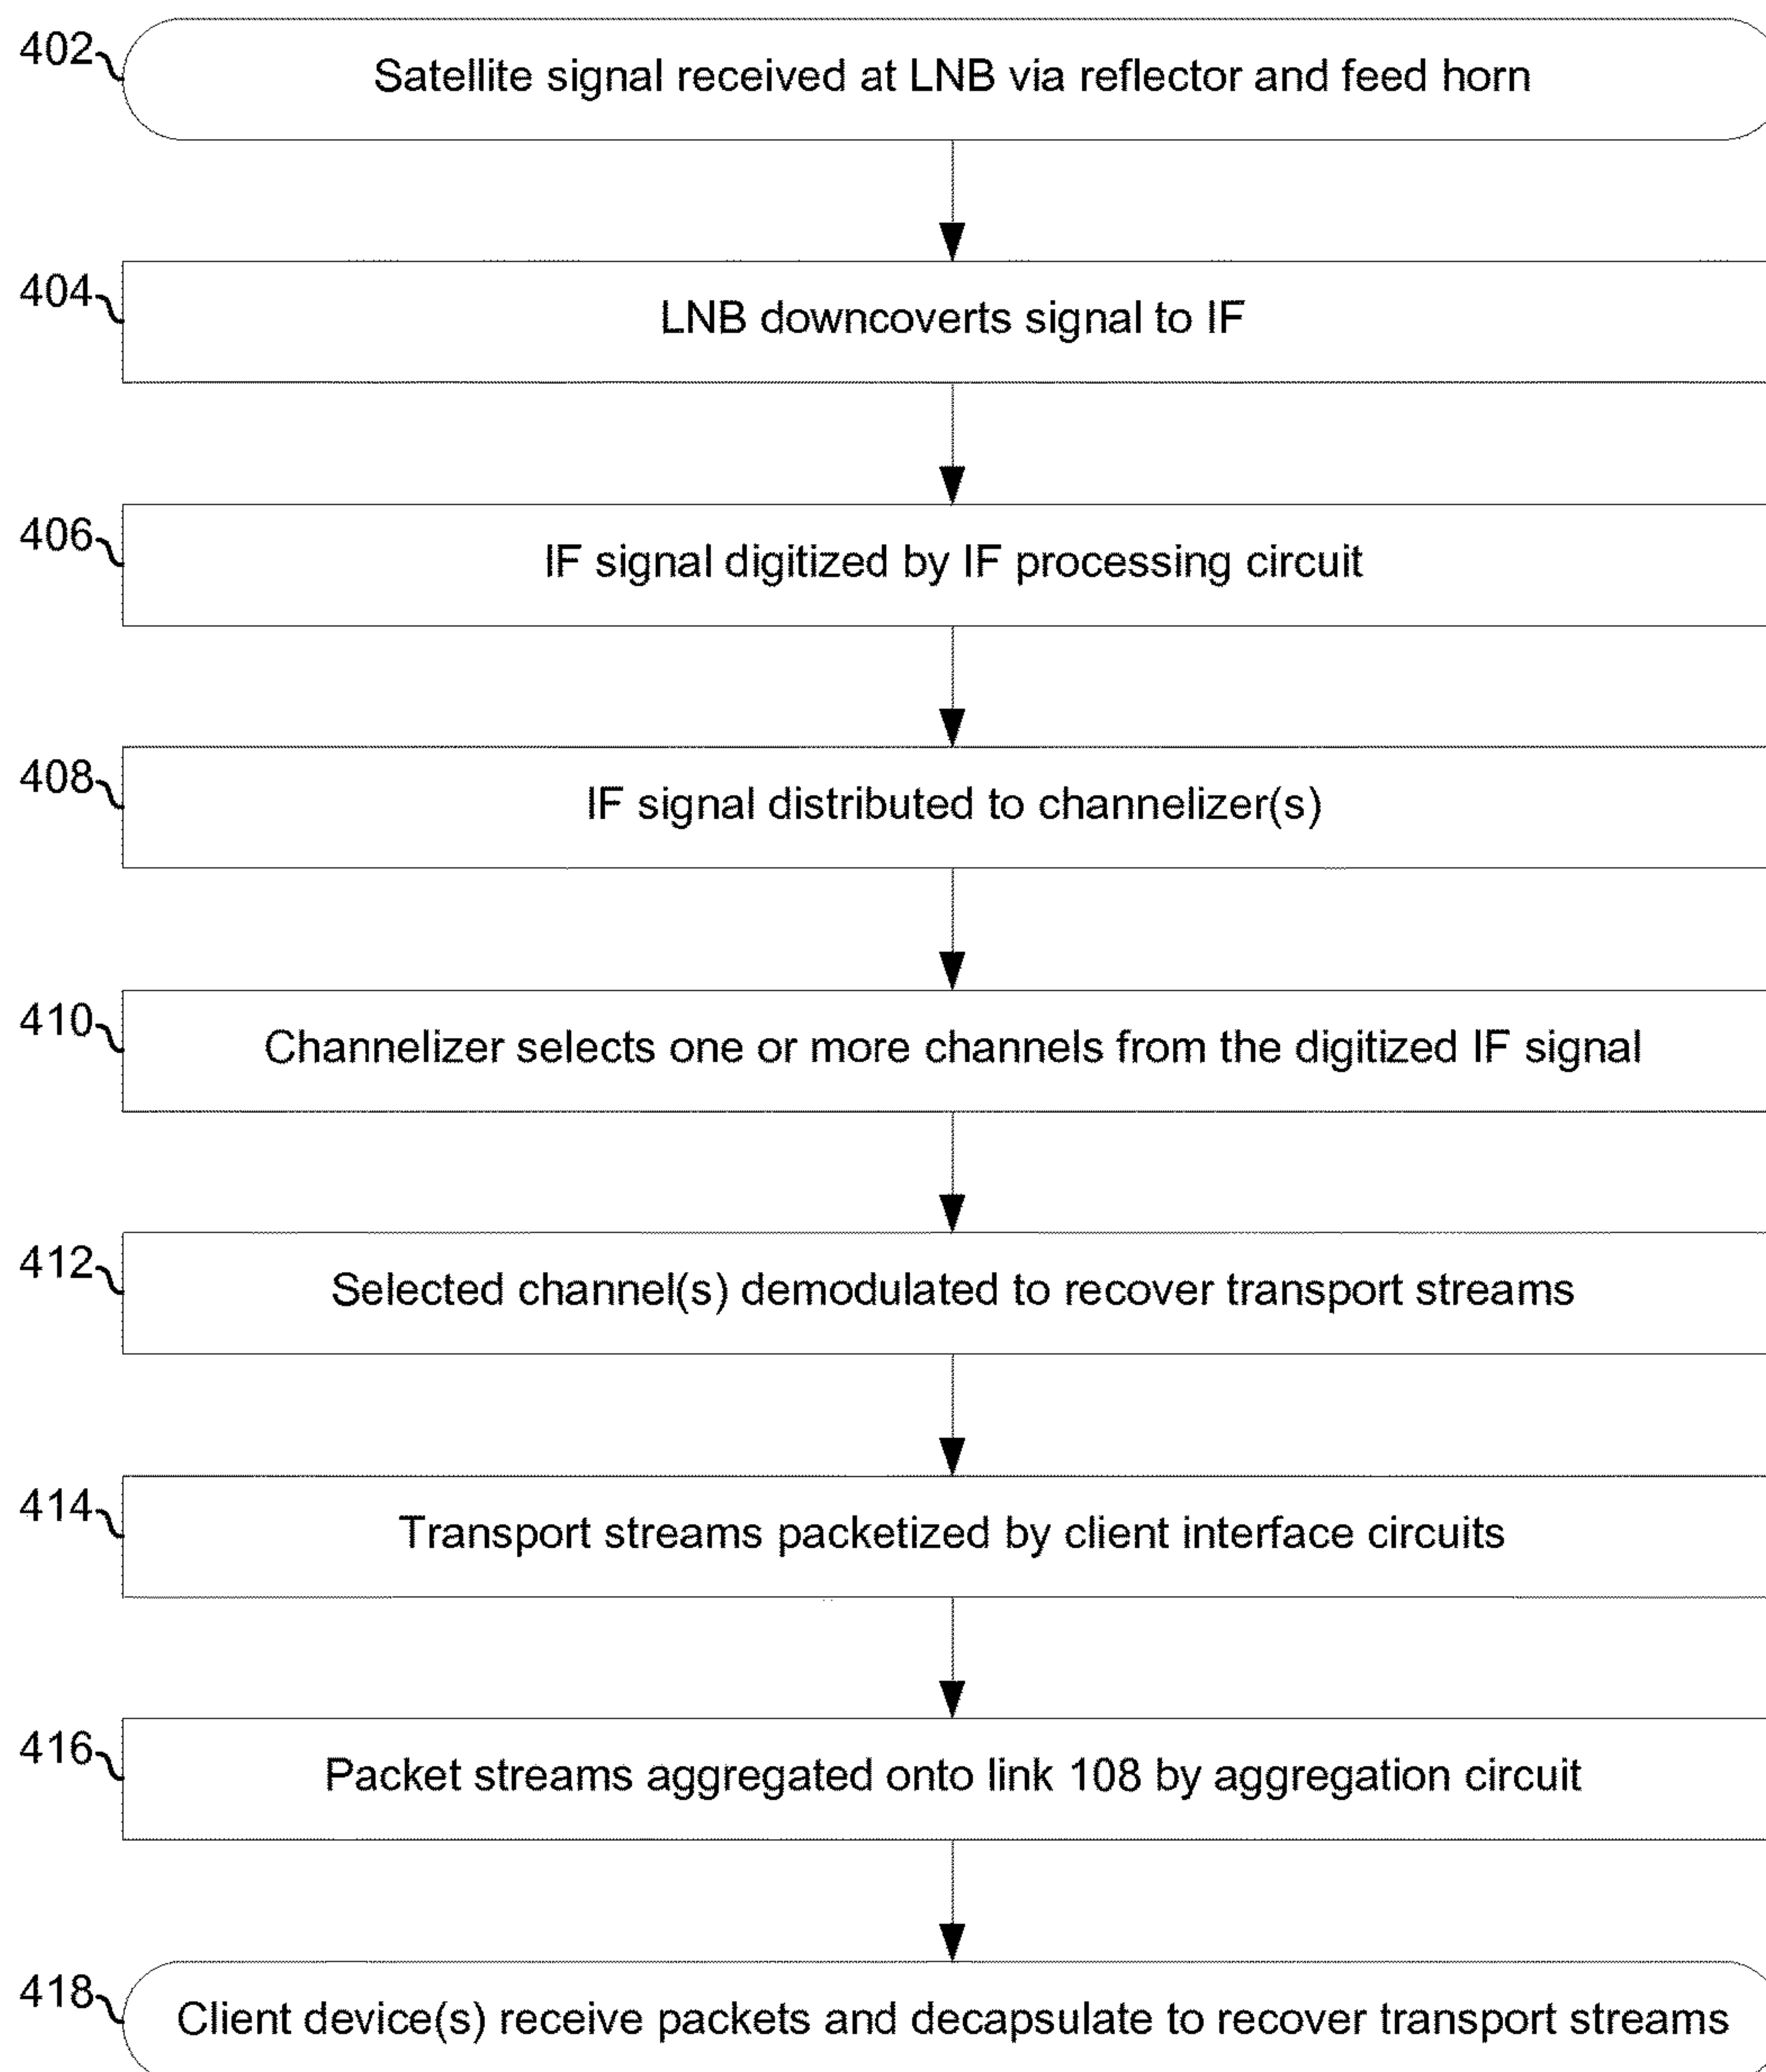 402
Satellite signal received at LNB via reflector and feed horn
404
LNB downcoverts signal to IF
406
IF signal digitized by IF processing circuit
408
IF signal distributed to channelizer(s)
410
Channelizer selects one or more channels from the digitized IF signal
412
Selected channel(s) demodulated to recover transport streams
414
Transport streams packetized by client interface circuits
416
Packet streams aggregated onto link 108 by aggregation circuit
418
Client device(s) receive packets and decapsulate to recover transport streams